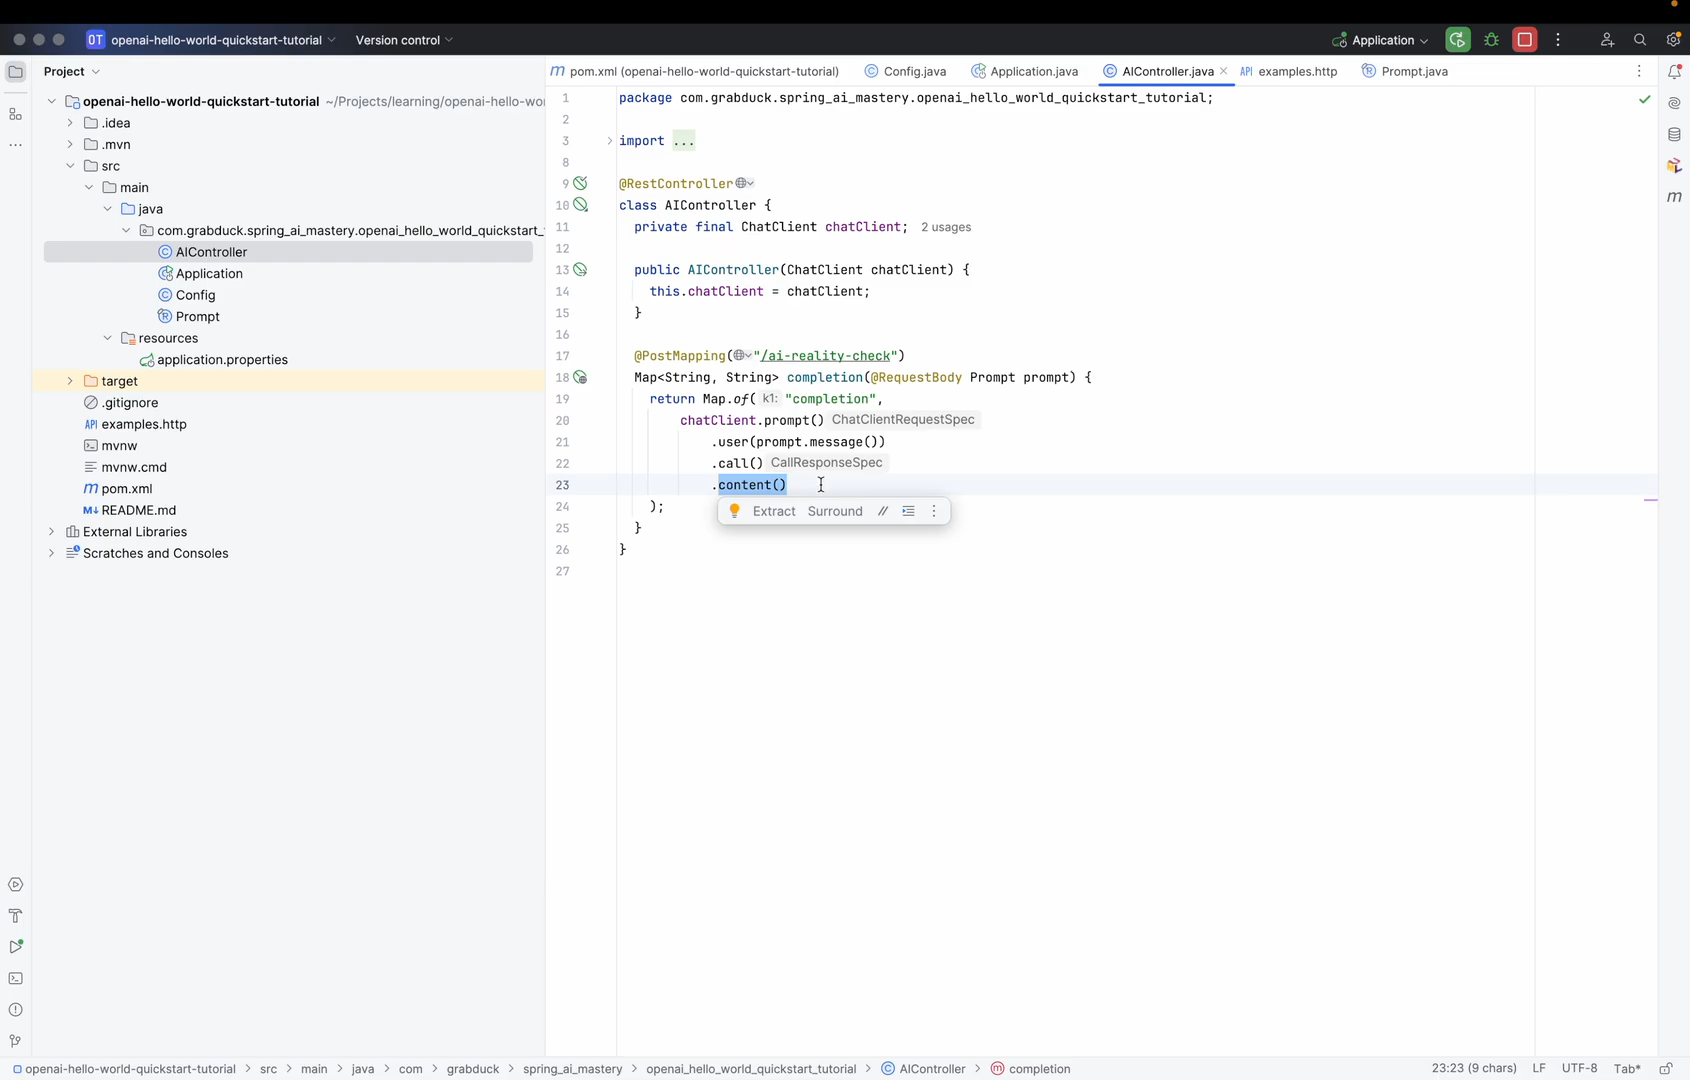 OT openai-hello-world-quickstart-tutorial Version control Application
Project
pom.xml (openai-hello-world-quickstart-tutorial) Config.java Application.java AIController.java API examples.http Prompt.java
openai-hello-world-quickstart-tutorial ~/Projects/learning/openai-hello-wor
.idea
.mvn
src
main
java
com.grabduck.spring_ai_mastery.openai_hello_world_quickstart_
AIController
Application
Config
Prompt
resources
application.properties
target
.gitignore
API examples.http
mvnw
mvnw.cmd
m pom.xml
M↓ README.md
External Libraries
Scratches and Consoles
1 package com.grabduck.spring_ai_mastery.openai_hello_world_quickstart_tutorial;
2
3 import ...
8
9 @RestController
10 class AIController {
11 private final ChatClient chatClient; 2 usages
12
13 public AIController(ChatClient chatClient) {
14 this.chatClient = chatClient;
15 }
16
17 @PostMapping("/ai-reality-check")
18 Map<String, String> completion(@RequestBody Prompt prompt) {
19 return Map.of( k1: "completion",
20 chatClient.prompt() ChatClientRequestSpec
21 .user(prompt.message())
22 .call() CallResponseSpec
23 .content()
24 );
25 }
26 }
27
Extract Surround //
openai-hello-world-quickstart-tutorial > src > main > java > com > grabduck > spring_ai_mastery > openai_hello_world_quickstart_tutorial > AIController > completion
23:23 (9 chars) LF UTF-8 Tab*